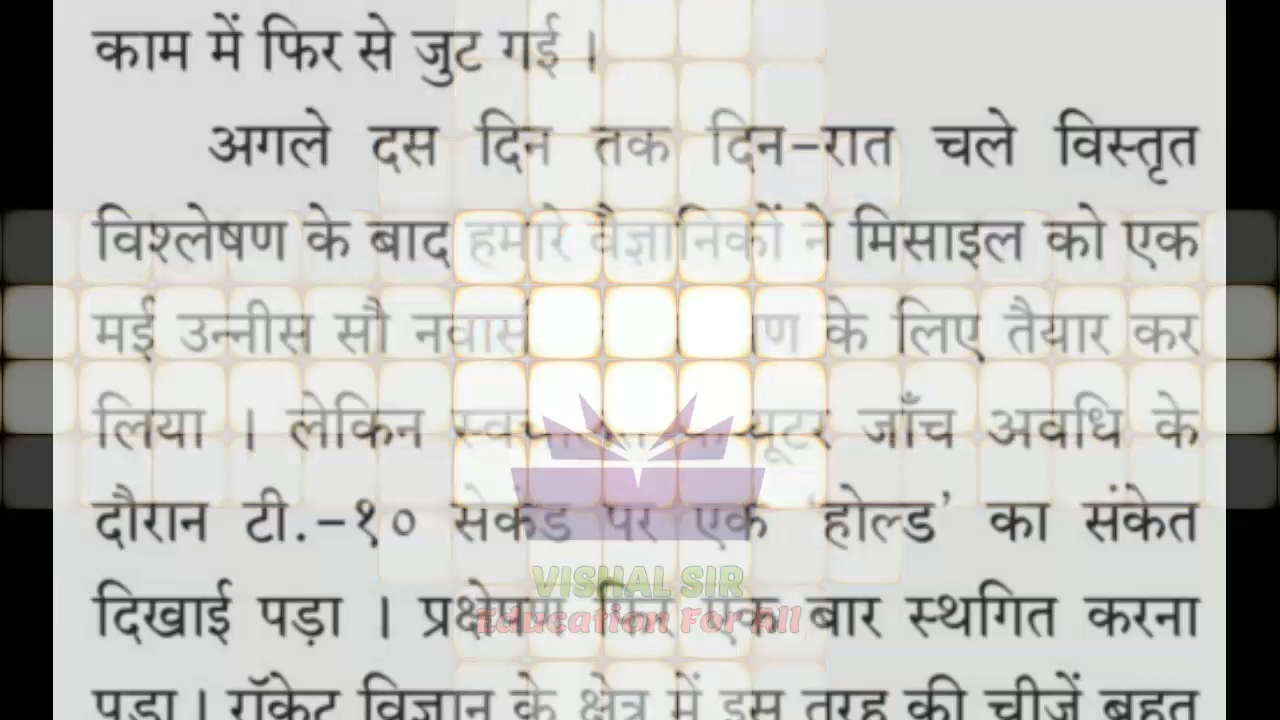 काम में फिर से जुट गई ।
अगले दस दिन तक दिन-रात चले विस्तृत
विश्लेषण के बाद हमारे वैज्ञानिकों ने मिसाइल को एक
मई उन्नीस सौ के लिए तैयार कर
लिया । लेकिन जाँच अवधि के
दौरान टी.-१० सेकंड पर एक 'होल्ड' का संकेत
दिखाई पड़ा । प्रक्षेपण फिर एक बार स्थगित करना
पड़ा । रॉकेट विज्ञान के क्षेत्र में इस तरह की चीजें बहुत
VISHAL SIR
Education For All